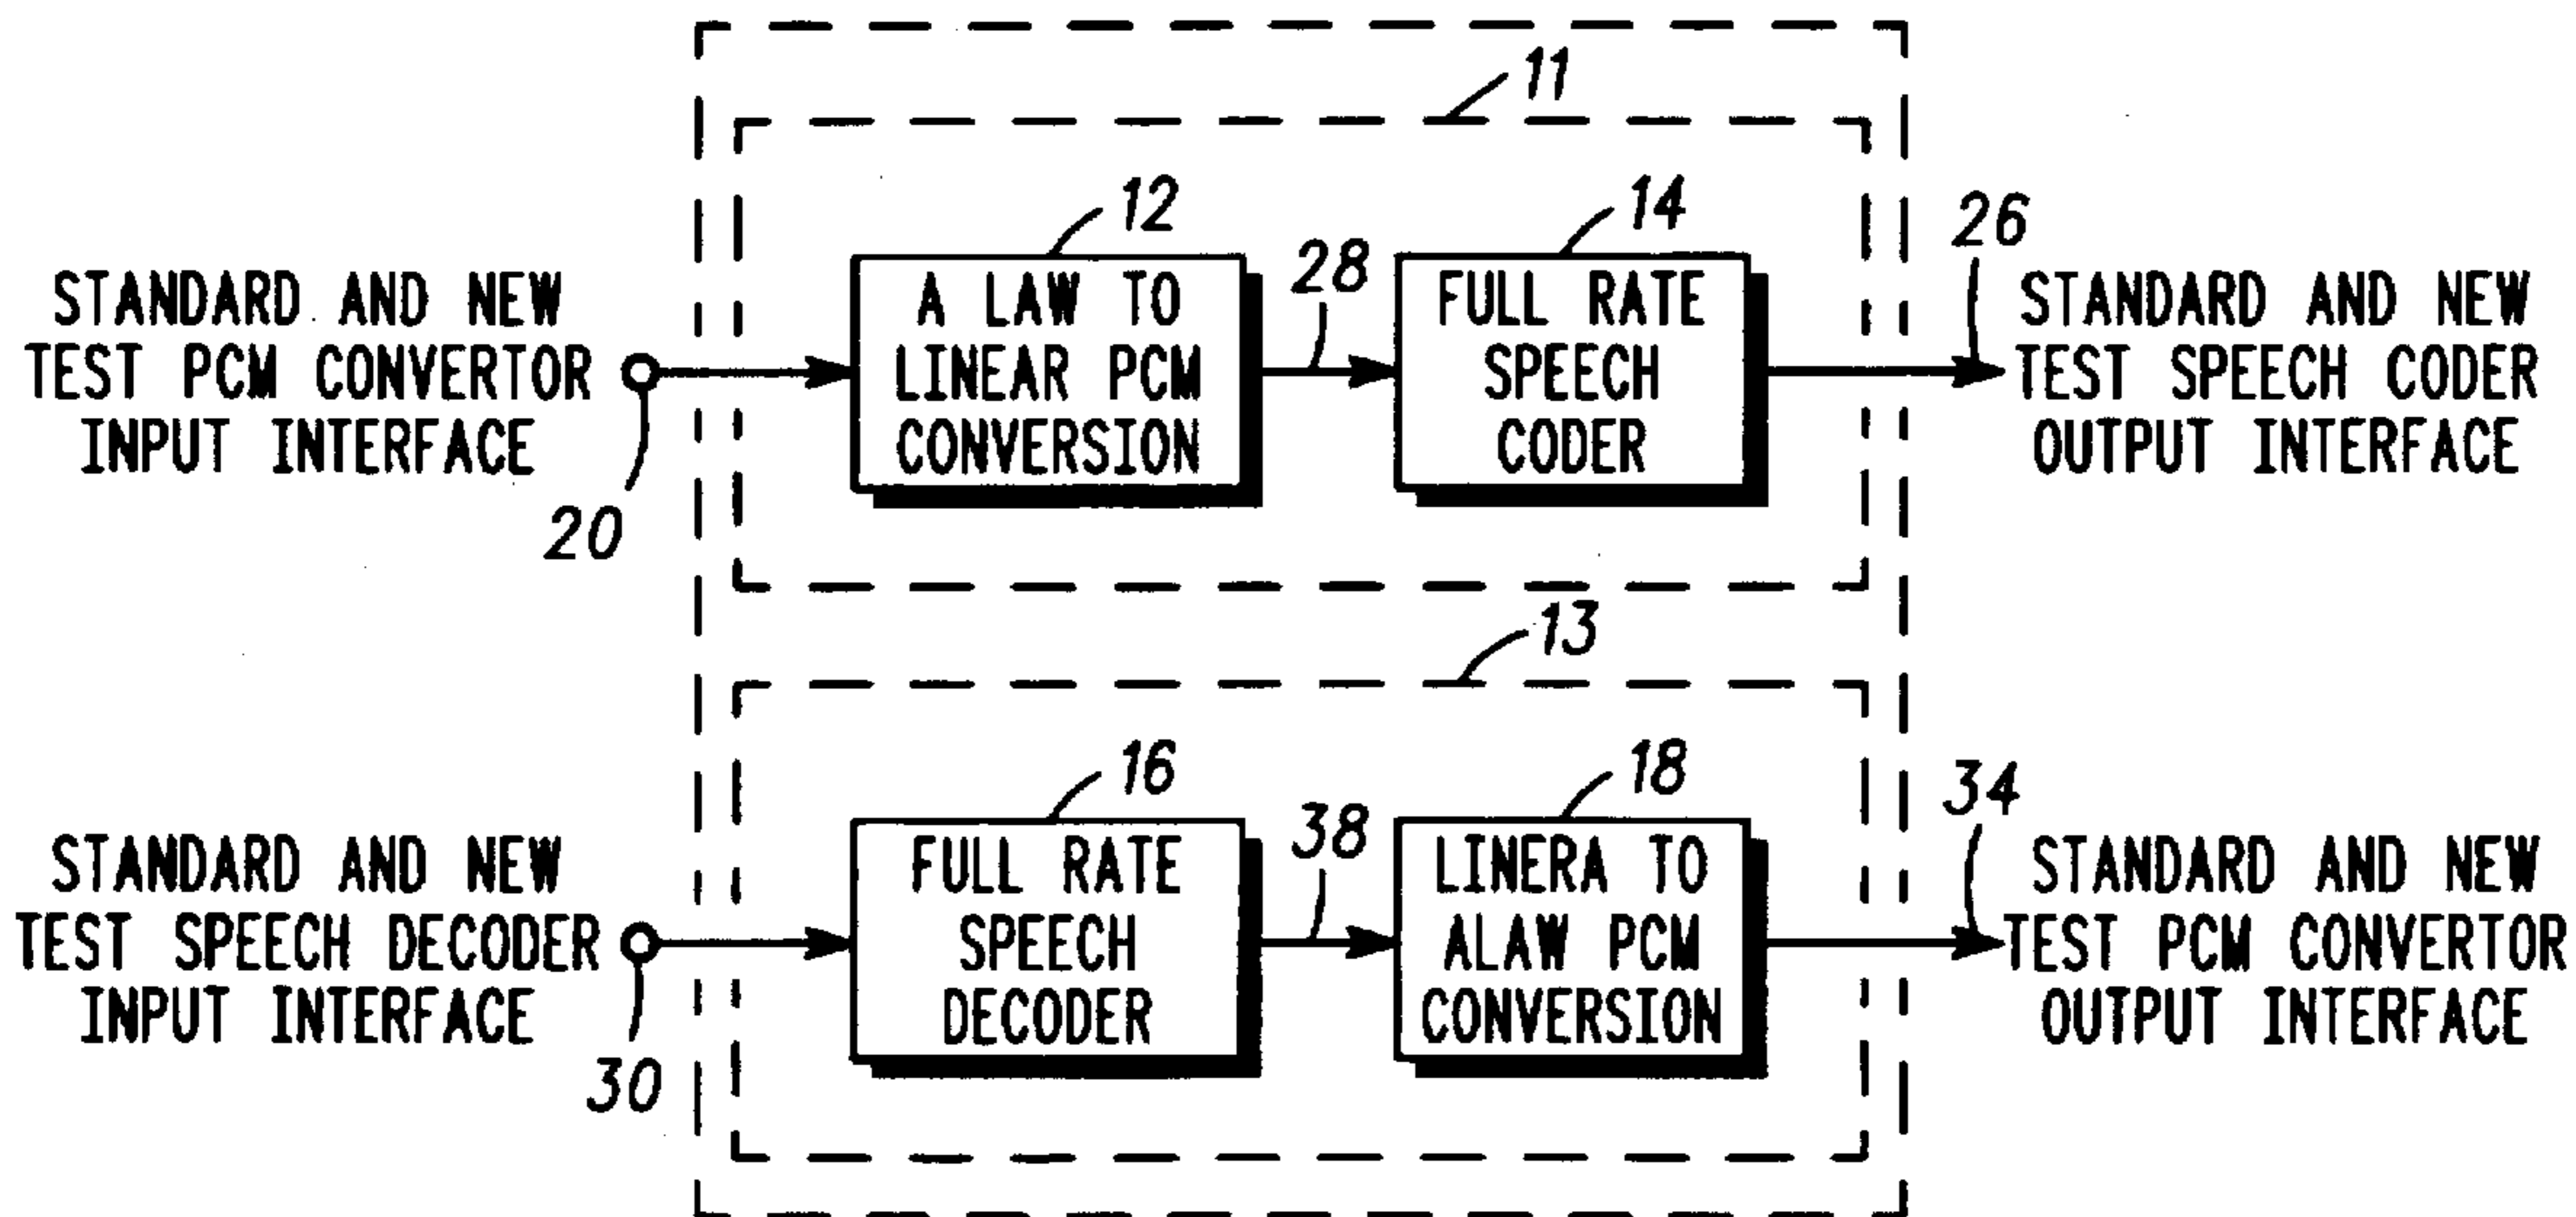 11
12
14
28
26
STANDARD AND NEW
TEST PCM CONVERTOR
INPUT INTERFACE
20
A LAW TO
LINEAR PCM
CONVERSION
FULL RATE
SPEECH
CODER
STANDARD AND NEW
TEST SPEECH CODER
OUTPUT INTERFACE
13
16
18
38
34
STANDARD AND NEW
TEST SPEECH DECODER
INPUT INTERFACE
30
FULL RATE
SPEECH
DECODER
LINERA TO
ALAW PCM
CONVERSION
STANDARD AND NEW
TEST PCM CONVERTOR
OUTPUT INTERFACE